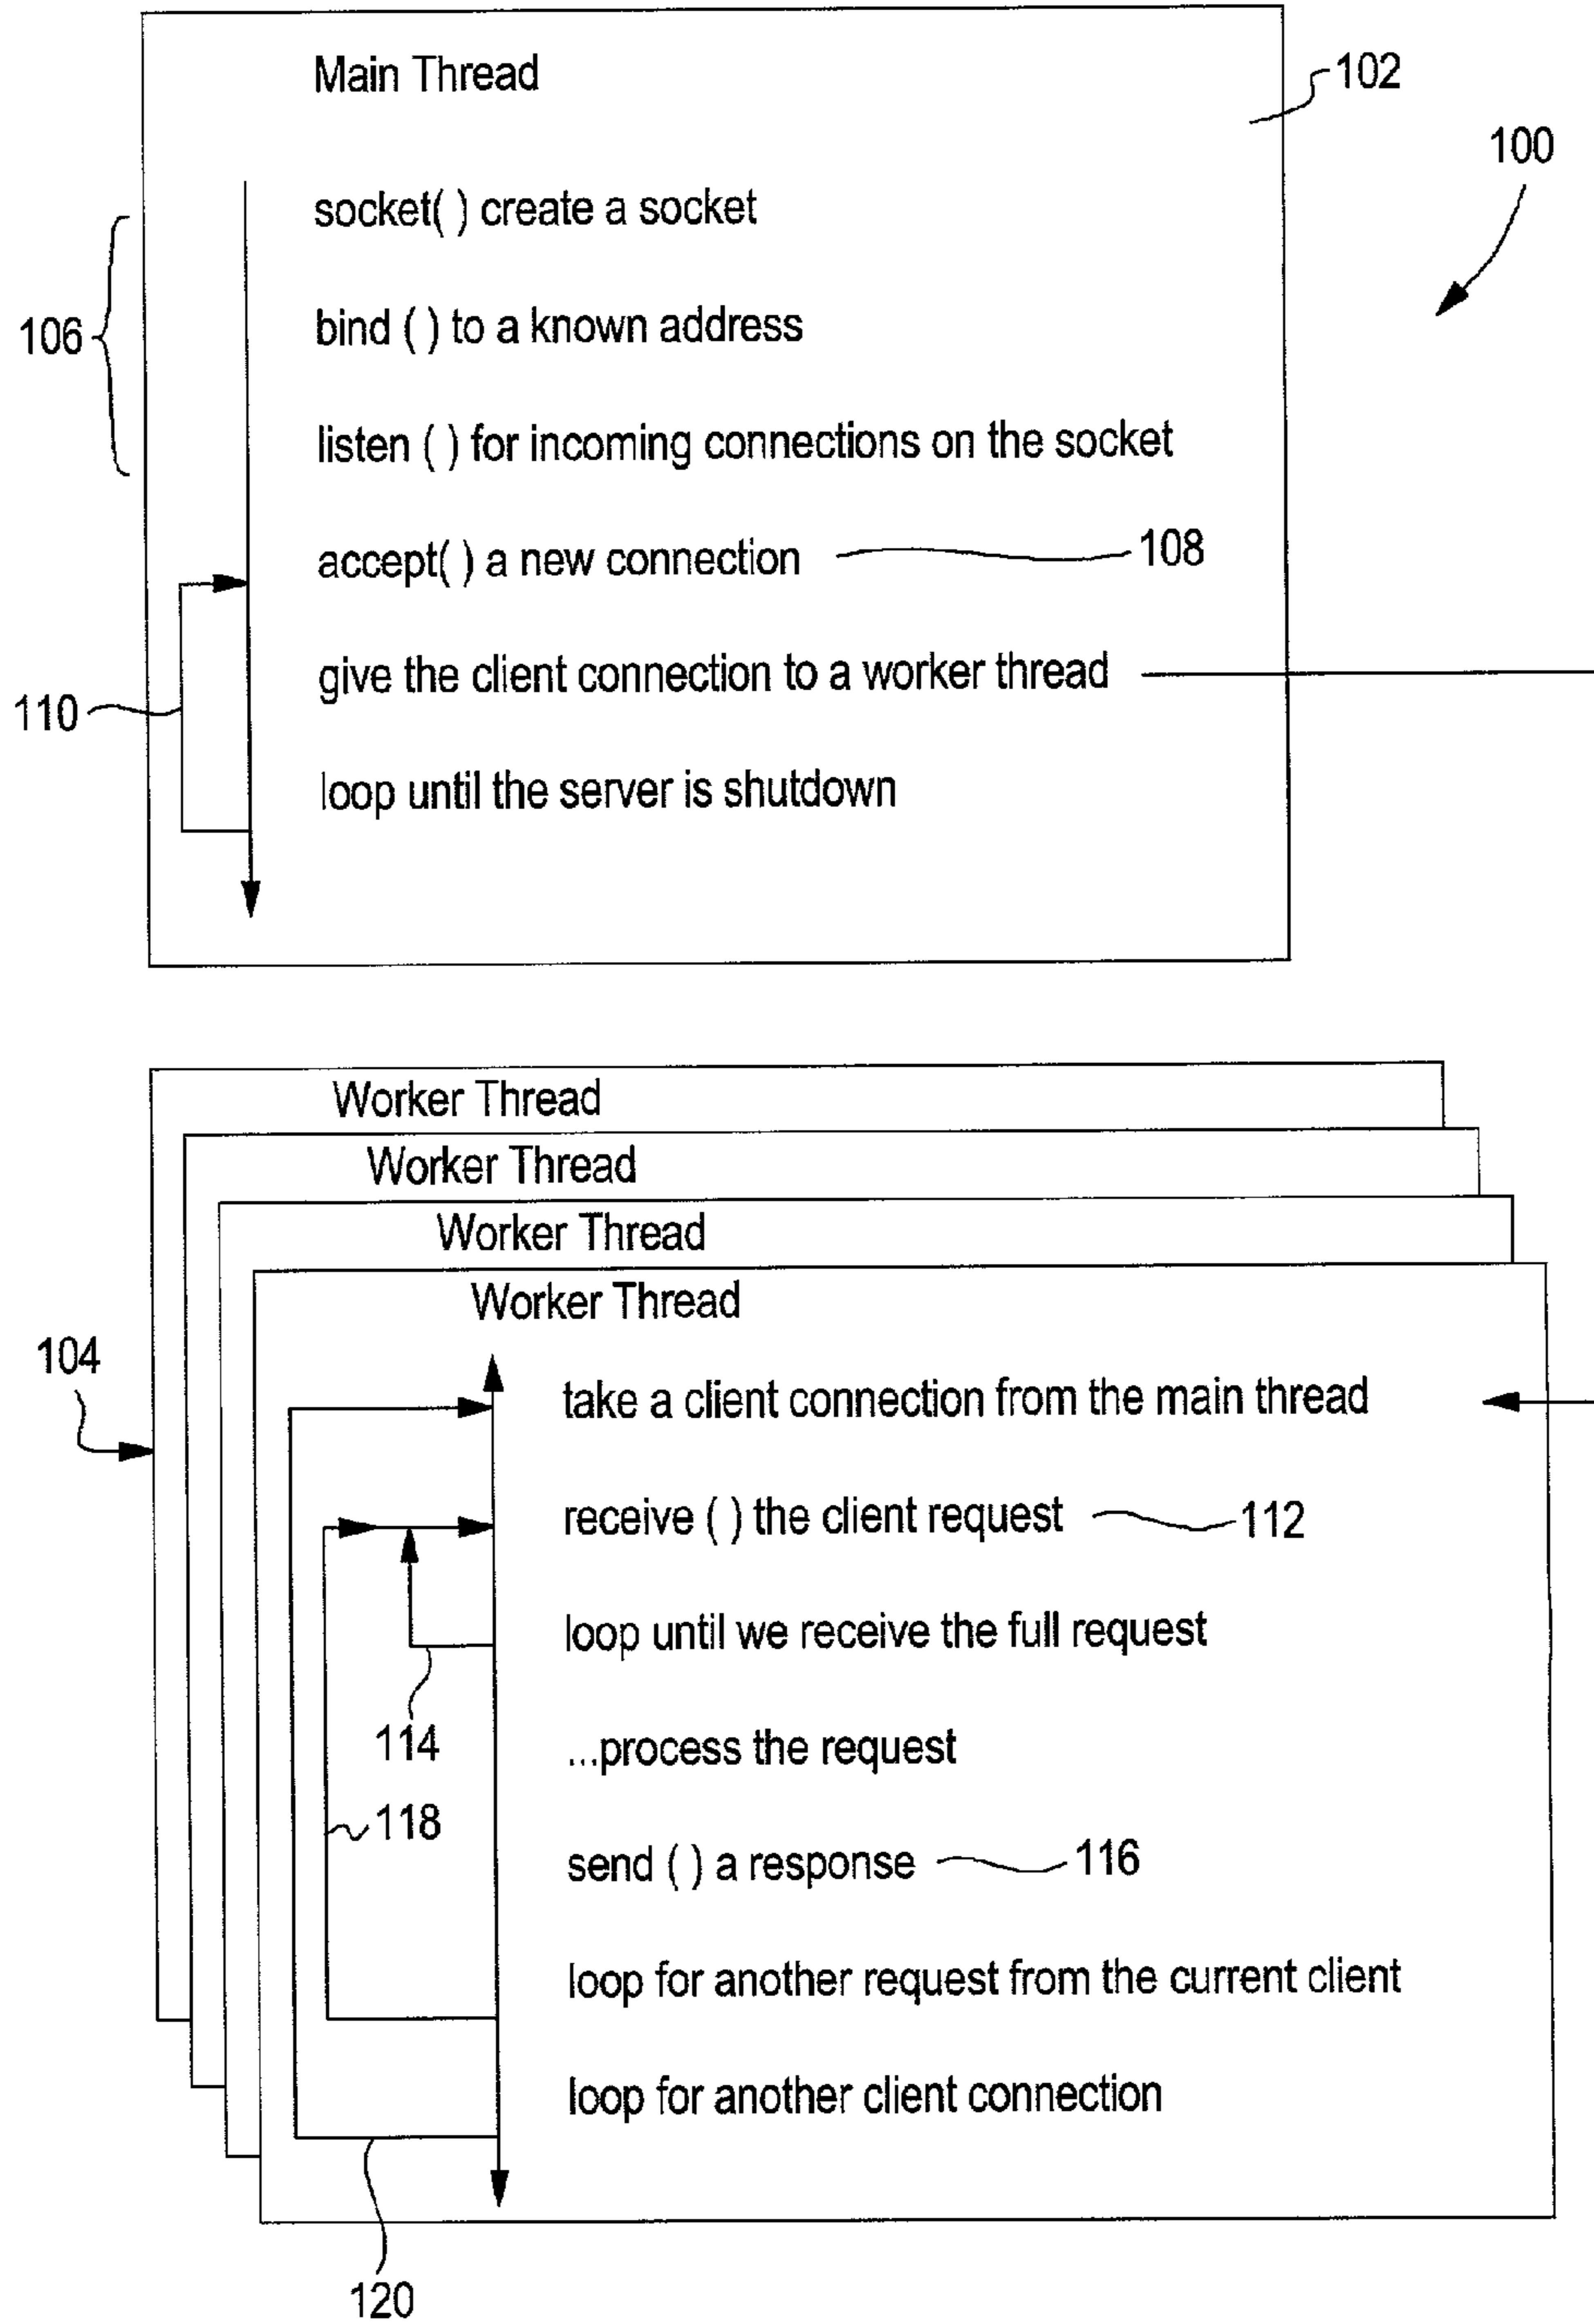 Main Thread
102
100
socket( ) create a socket
bind ( ) to a known address
106
listen ( ) for incoming connections on the socket
accept( ) a new connection 108
give the client connection to a worker thread
110
loop until the server is shutdown
Worker Thread
Worker Thread
Worker Thread
Worker Thread
104
take a client connection from the main thread
receive ( ) the client request 112
loop until we receive the full request
114
...process the request
118
send ( ) a response 116
loop for another request from the current client
loop for another client connection
120